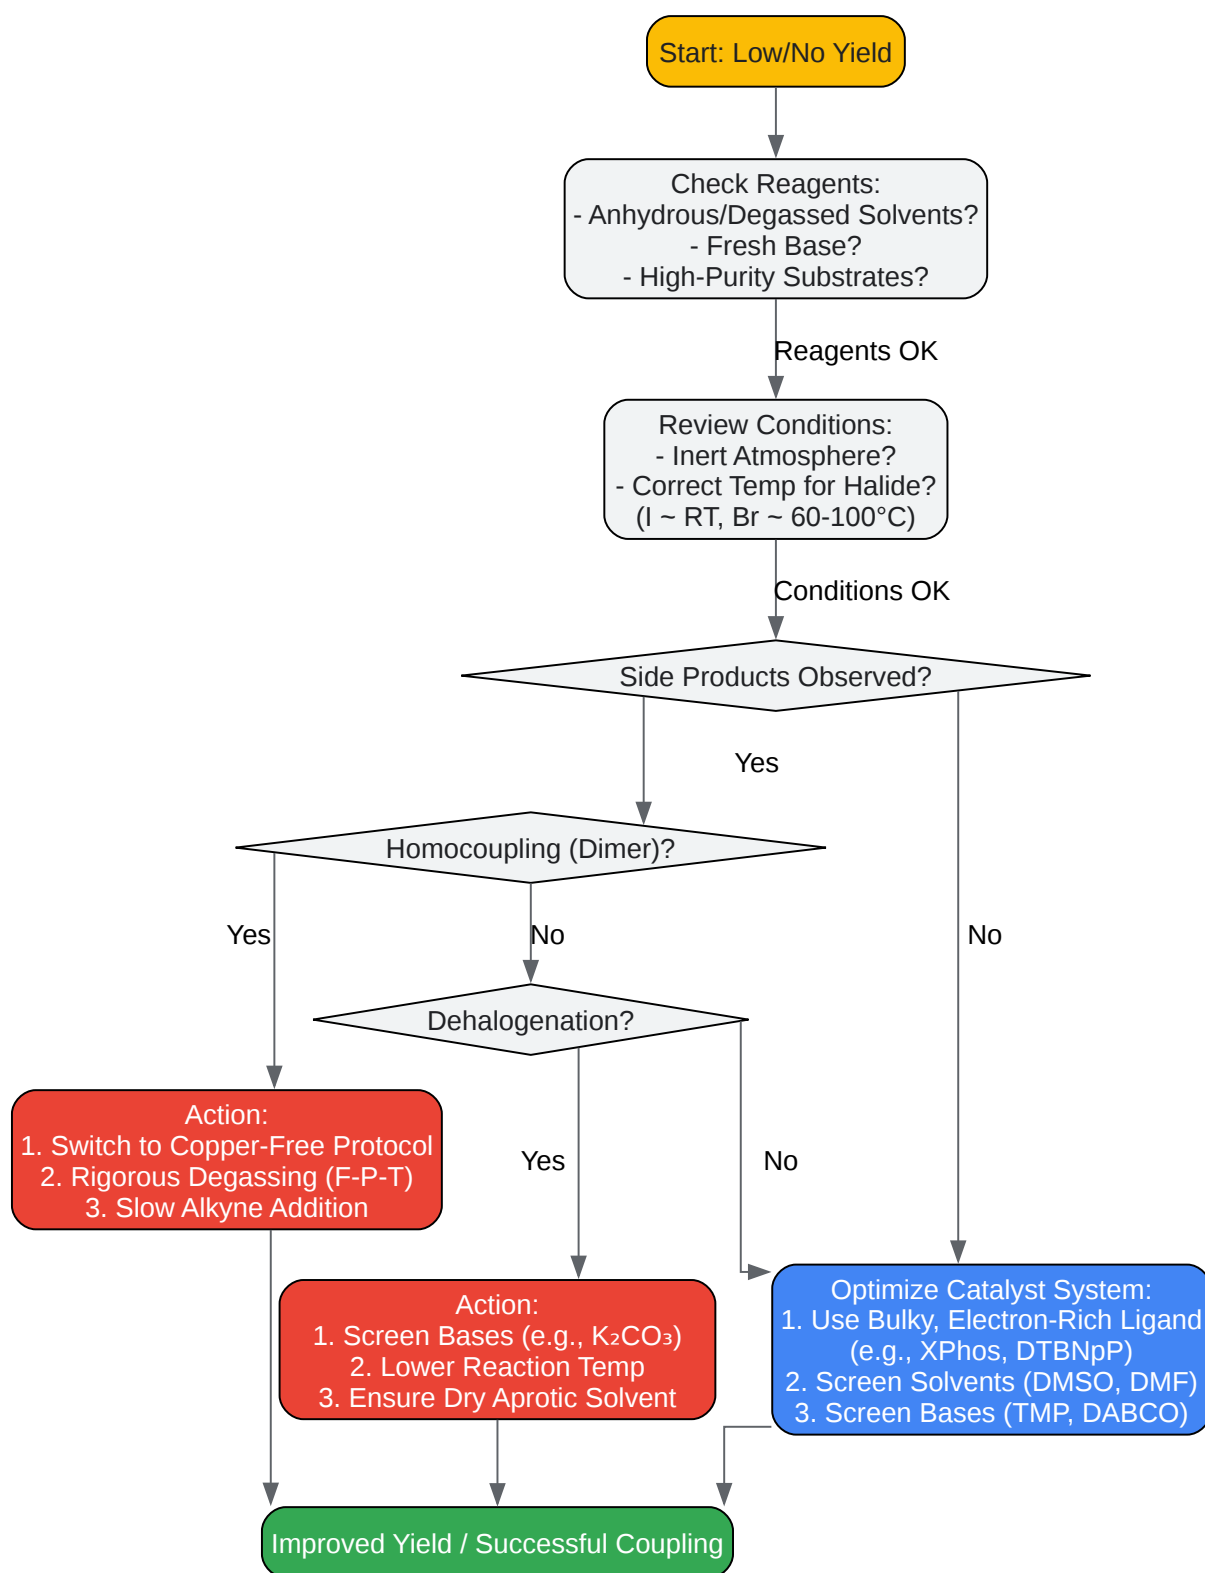 Start: Low/No Yield
Check Reagents:
- Anhydrous/Degassed Solvents?
- Fresh Base?
- High-Purity Substrates?
Reagents OK
Review Conditions:
- Inert Atmosphere?
- Correct Temp for Halide?
(I ~ RT, Br ~ 60-100°C)
Conditions OK
Side Products Observed?
Yes
No
Homocoupling (Dimer)?
Yes
No
Dehalogenation?
Yes
No
Action:
1. Switch to Copper-Free Protocol
2. Rigorous Degassing (F-P-T)
3. Slow Alkyne Addition
Action:
1. Screen Bases (e.g., K₂CO₃)
2. Lower Reaction Temp
3. Ensure Dry Aprotic Solvent
Optimize Catalyst System:
1. Use Bulky, Electron-Rich Ligand
(e.g., XPhos, DTBNpP)
2. Screen Solvents (DMSO, DMF)
3. Screen Bases (TMP, DABCO)
Improved Yield / Successful Coupling